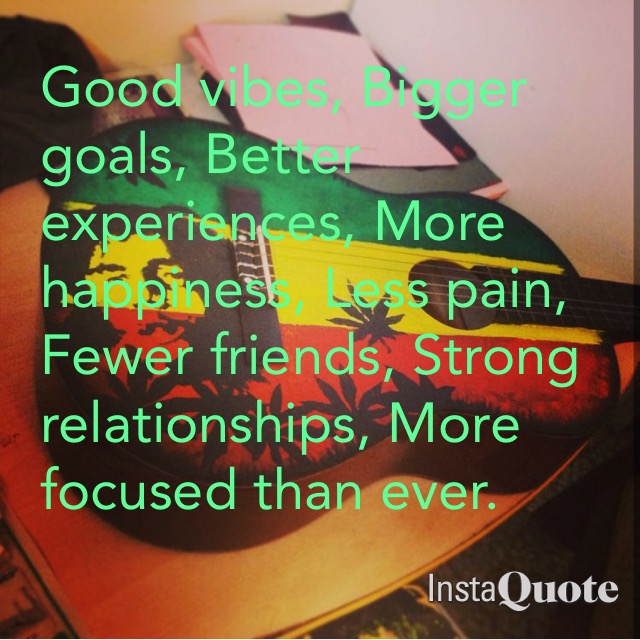 Good vibes, Bigger
goals, Better
experiences, More
happiness, Less pain,
Fewer friends, Strong
relationships, More
focused than ever.
InstaQuote